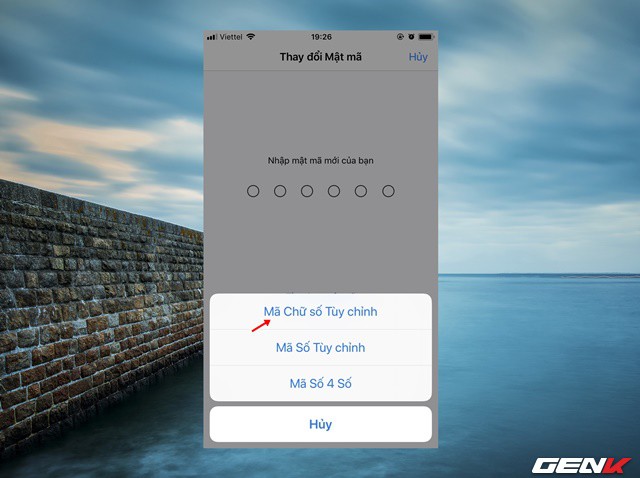 Viettel
19:26
Thay đổi Mật mã
Hủy
Nhập mật mã mới của bạn
Mã Chữ số Tùy chỉnh
Mã Số Tùy chỉnh
Mã Số 4 Số
Hủy
GENK